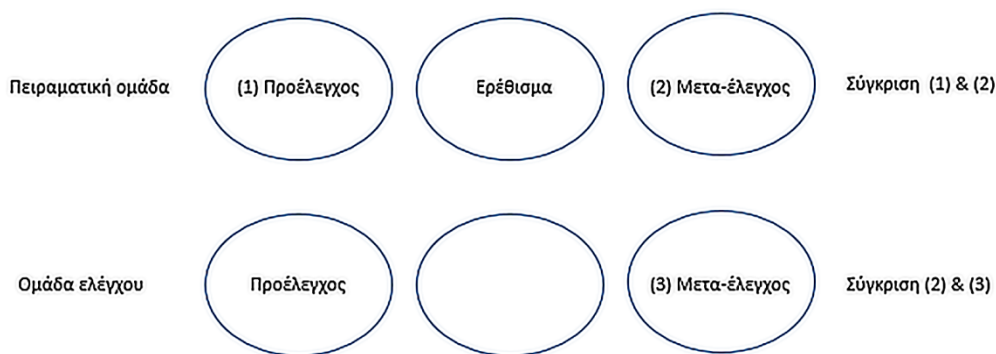 Πειραματική ομάδα (1) Προέλεγχος Ερέθισμα (2) Μετα-έλεγχος Σύγκριση (1) & (2)
Ομάδα ελέγχου Προέλεγχος (3) Μετα-έλεγχος Σύγκριση (2) & (3)